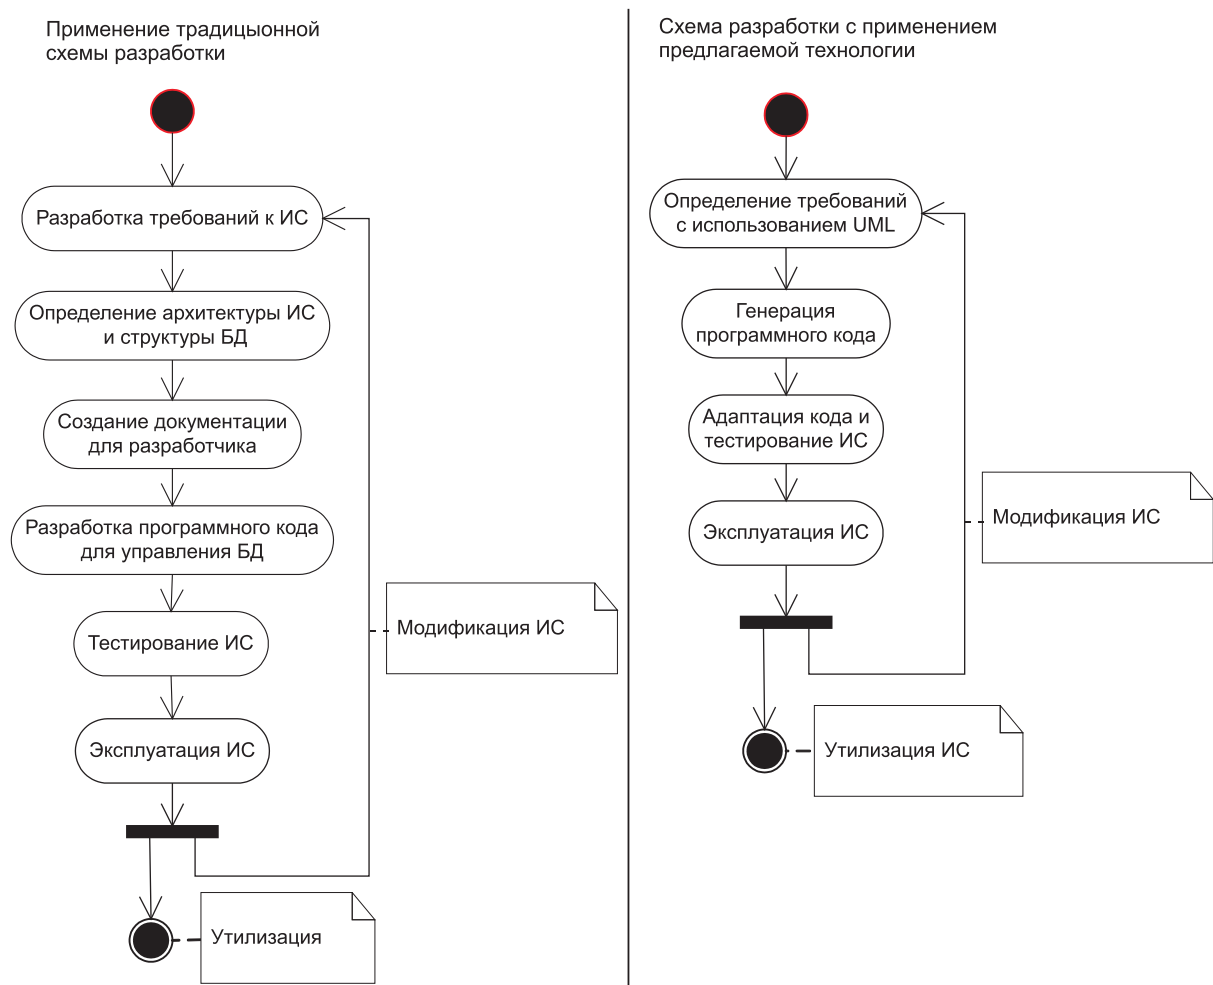 Применение традицыонной
схемы разработки
Разработка требований к ИС
Определение архитектуры ИС
и структуры БД
Создание документации
для разработчика
Разработка программного кода
для управления БД
Тестирование ИС
Эксплуатация ИС
Модификация ИС
Утилизация
Схема разработки с применением
предлагаемой технологии
Определение требований
с использованием UML
Генерация
программного кода
Адаптация кода и
тестирование ИС
Эксплуатация ИС
Модификация ИС
Утилизация ИС